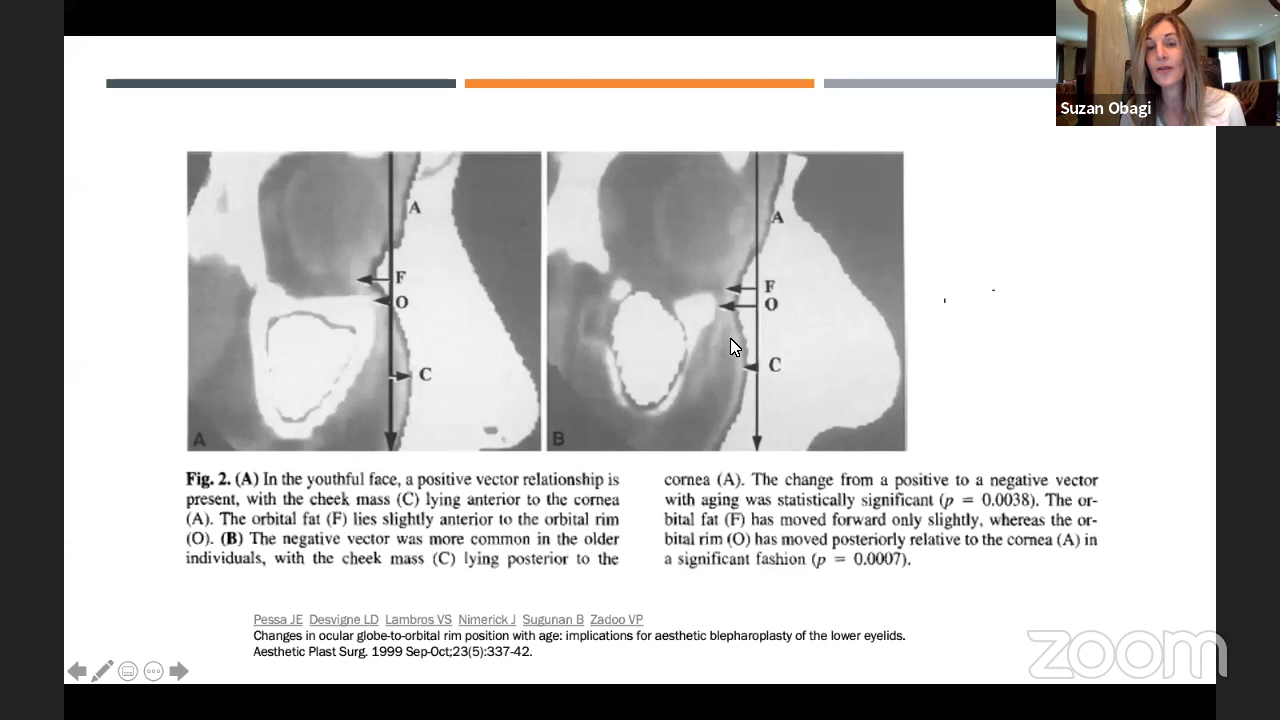 Suzan Obagi
A
F
O
C
A
A
F
O
C
B
Fig. 2. (A) In the youthful face, a positive vector relationship is
present, with the cheek mass (C) lying anterior to the cornea
(A). The orbital fat (F) lies slightly anterior to the orbital rim
(O). (B) The negative vector was more common in the older
individuals, with the cheek mass (C) lying posterior to the
cornea (A). The change from a positive to a negative vector
with aging was statistically significant (p = 0.0038). The or-
bital fat (F) has moved forward only slightly, whereas the or-
bital rim (O) has moved posteriorly relative to the cornea (A) in
a significant fashion (p = 0.0007).
Pessa JE Desvigne LD Lambros VS Nimerick J Sugunan B Zadoo VP
Changes in ocular globe-to-orbital rim position with age: implications for aesthetic blepharoplasty of the lower eyelids.
Aesthetic Plast Surg. 1999 Sep-Oct;23(5):337-42.
zoom